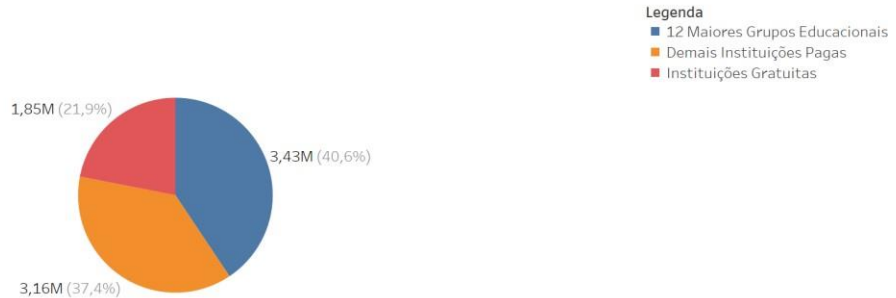 Legenda
12 Maiores Grupos Educacionais
Demais Instituições Pagas
Instituições Gratuitas
1,85M (21,9%)
3,43M (40,6%)
3,16M (37,4%)